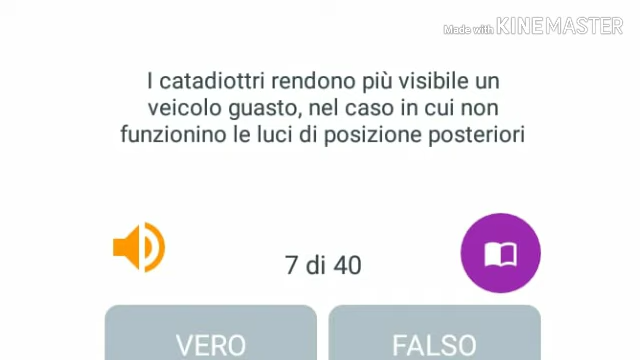 Made with KINEMASTER
I catadiottri rendono più visibile un
veicolo guasto, nel caso in cui non
funzionino le luci di posizione posteriori
7 di 40
VERO
FALSO